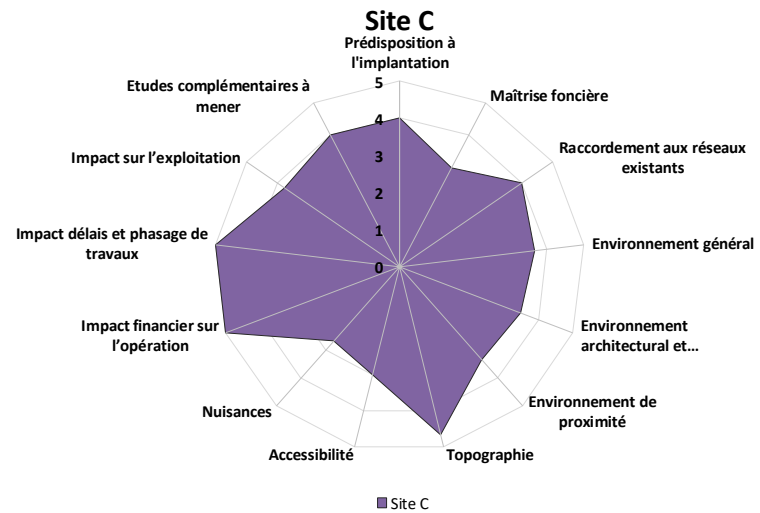 Site C
Prédisposition à
l'implantation
Maîtrise foncière
Raccordement aux réseaux
existants
Environnement général
Environnement
architectural et…
Environnement de
proximité
Topographie
Accessibilité
Nuisances
Impact financier sur
l’opération
Impact délais et phasage de
travaux
Impact sur l’exploitation
Etudes complémentaires à
mener
5
4
3
2
1
0
Site C